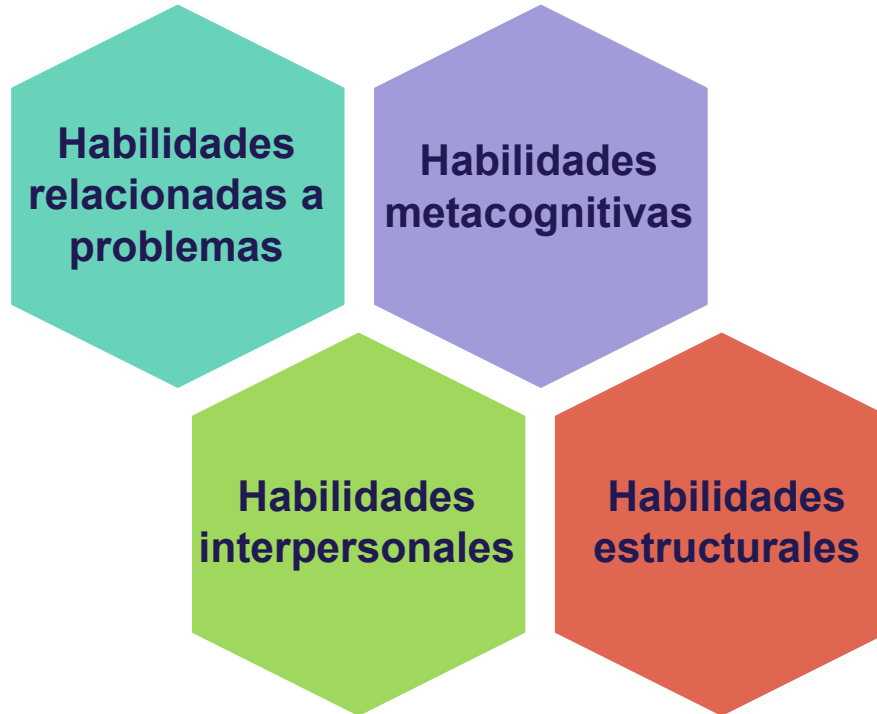 Habilidades
relacionadas a
problemas
Habilidades
metacognitivas
Habilidades
interpersonales
Habilidades
estructurales